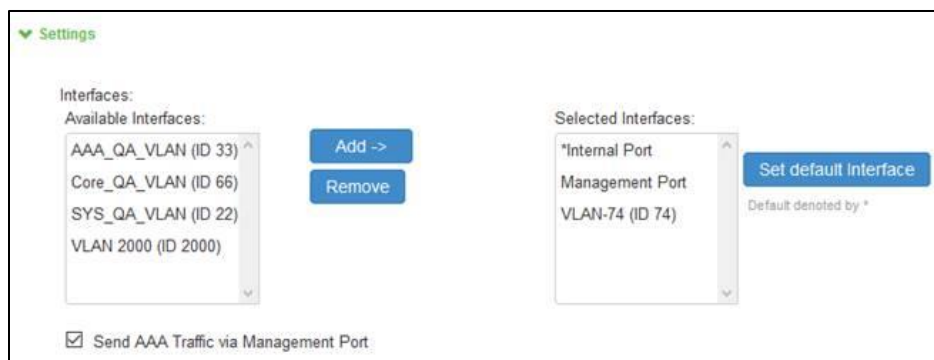 Settings
Interfaces:
Available Interfaces:
AAA_QA_VLAN (ID 33)
Core_QA_VLAN (ID 66)
SYS_QA_VLAN (ID 22)
VLAN 2000 (ID 2000)
Add ->
Remove
Selected Interfaces:
*Internal Port
Management Port
VLAN-74 (ID 74)
Set default Interface
Default denoted by *
Send AAA Traffic via Management Port